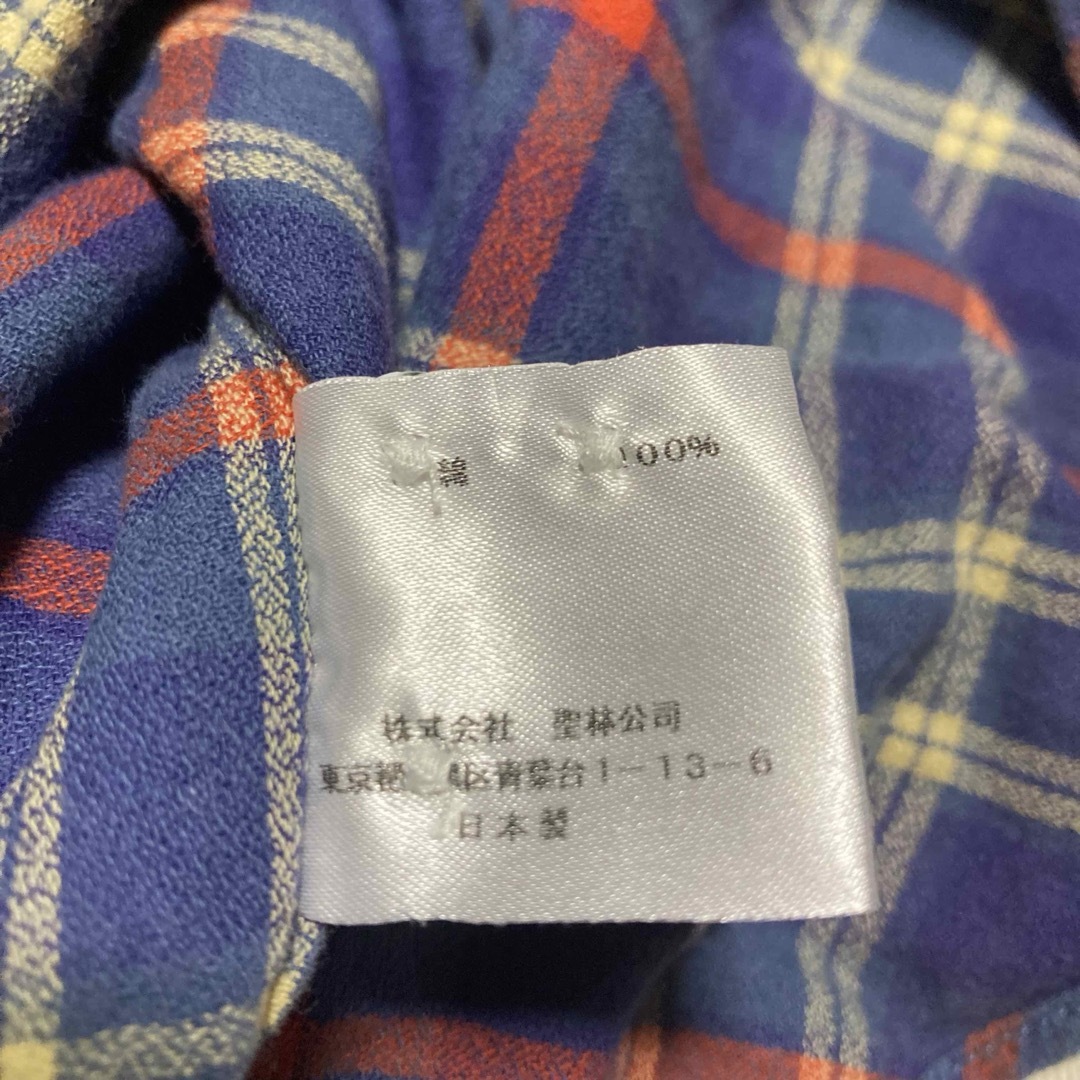 綿 100%
株式会社 聖林公司
東京都 区青葉台1-13-6
日本製